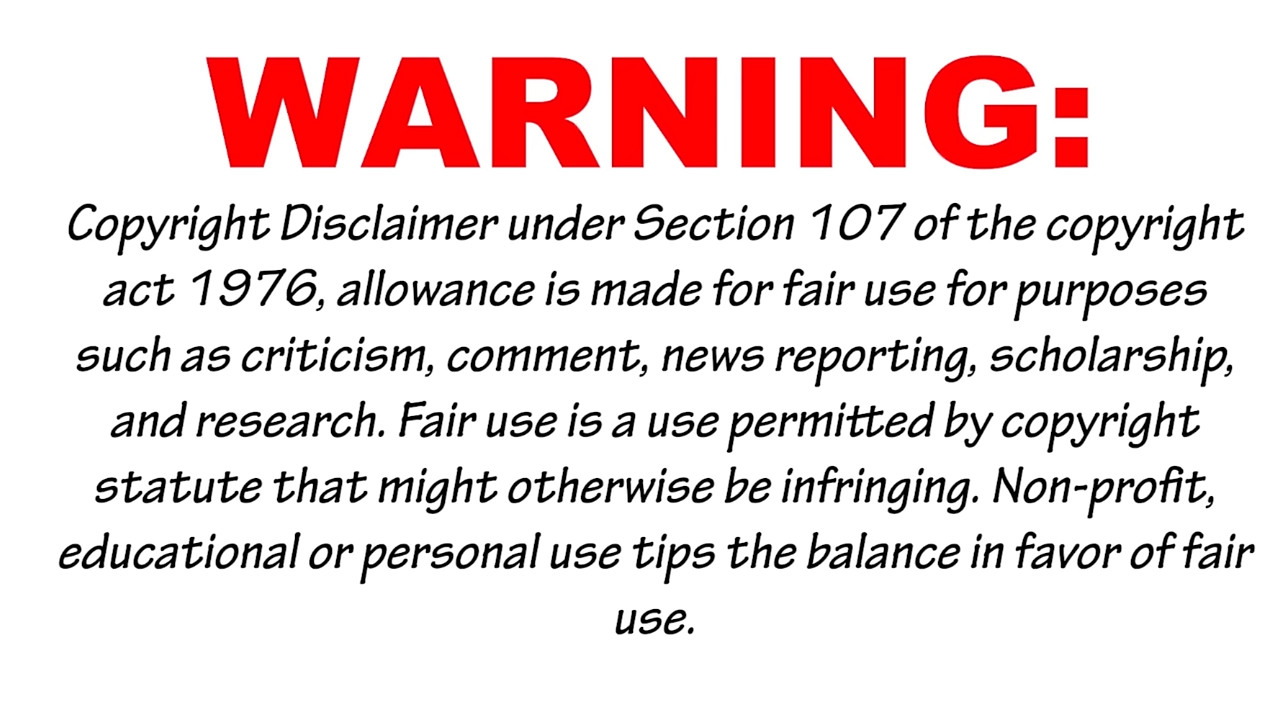 WARNING:
Copyright Disclaimer under Section 107 of the copyright
act 1976, allowance is made for fair use for purposes
such as criticism, comment, news reporting, scholarship,
and research. Fair use is a use permitted by copyright
statute that might otherwise be infringing. Non-profit,
educational or personal use tips the balance in favor of fair
use.